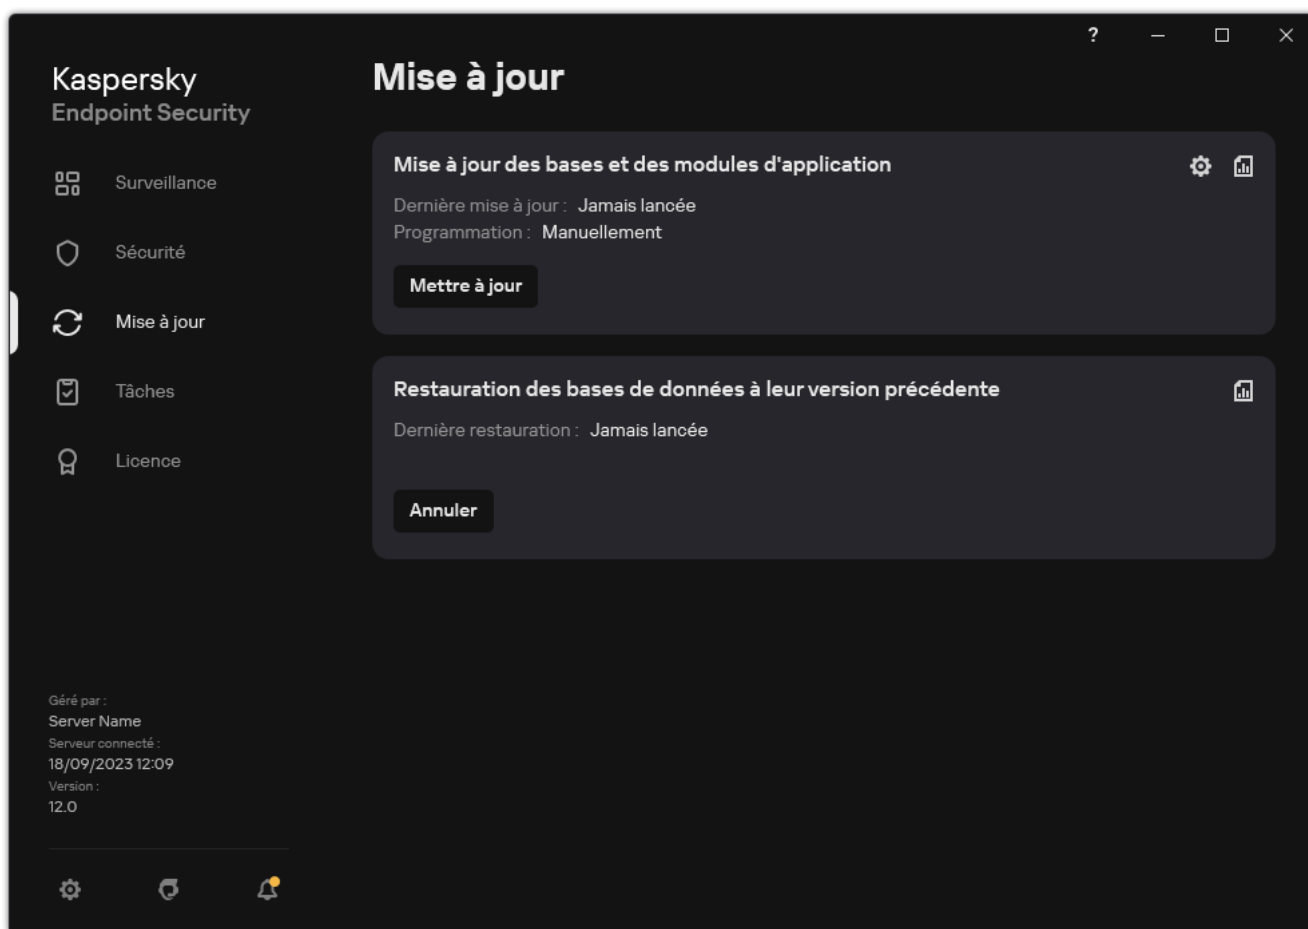 ?
Kaspersky
Endpoint Security
Surveillance
Sécurité
Mise à jour
Tâches
Licence
Géré par :
Server Name
Serveur connecté :
18/09/2023 12:09
Version :
12.0
Mise à jour
Mise à jour des bases et des modules d'application
Dernière mise à jour : Jamais lancée
Programmation : Manuellement
Mettre à jour
Restauration des bases de données à leur version précédente
Dernière restauration : Jamais lancée
Annuler